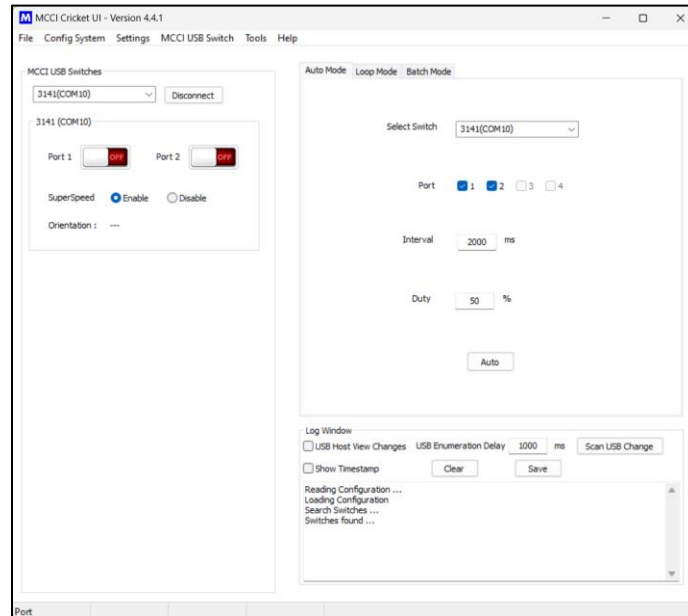 MCCI Cricket UI - Version 4.4.1
File Config System Settings MCCI USB Switch Tools Help
MCCI USB Switches
3141(COM10) Disconnect
3141 (COM10)
Port 1 OFF Port 2 OFF
SuperSpeed Enable Disable
Orientation : ---
Auto Mode Loop Mode Batch Mode
Select Switch 3141(COM10)
Port 1 2 3 4
Interval 2000 ms
Duty 50 %
Auto
Log Window
USB Host View Changes USB Enumeration Delay 1000 ms Scan USB Change
Show Timestamp Clear Save
Reading Configuration ...
Loading Configuration
Search Switches ...
Switches found ...
Port